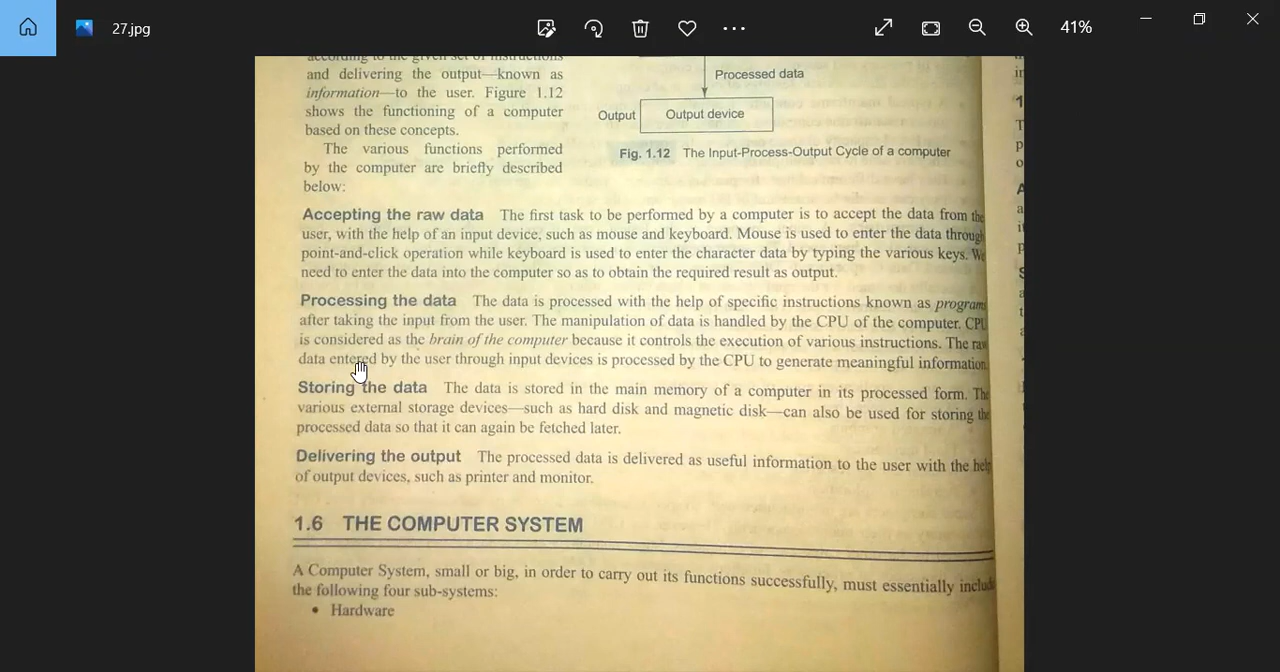 27.jpg
41%
according to the given set of instructions
and delivering the output—known as
information—to the user. Figure 1.12
shows the functioning of a computer
based on these concepts.
The various functions performed
by the computer are briefly described
below:
Processed data
Output
Output device
Fig. 1.12 The Input-Process-Output Cycle of a computer
Accepting the raw data The first task to be performed by a computer is to accept the data from the
user, with the help of an input device, such as mouse and keyboard. Mouse is used to enter the data through
point-and-click operation while keyboard is used to enter the character data by typing the various keys. We
need to enter the data into the computer so as to obtain the required result as output.
Processing the data The data is processed with the help of specific instructions known as programs
after taking the input from the user. The manipulation of data is handled by the CPU of the computer. CPU
is considered as the brain of the computer because it controls the execution of various instructions. The raw
data entered by the user through input devices is processed by the CPU to generate meaningful information.
Storing the data The data is stored in the main memory of a computer in its processed form. The
various external storage devices—such as hard disk and magnetic disk—can also be used for storing the
processed data so that it can again be fetched later.
Delivering the output The processed data is delivered as useful information to the user with the help
of output devices, such as printer and monitor.
1.6 THE COMPUTER SYSTEM
A Computer System, small or big, in order to carry out its functions successfully, must essentially include
the following four sub-systems:
• Hardware